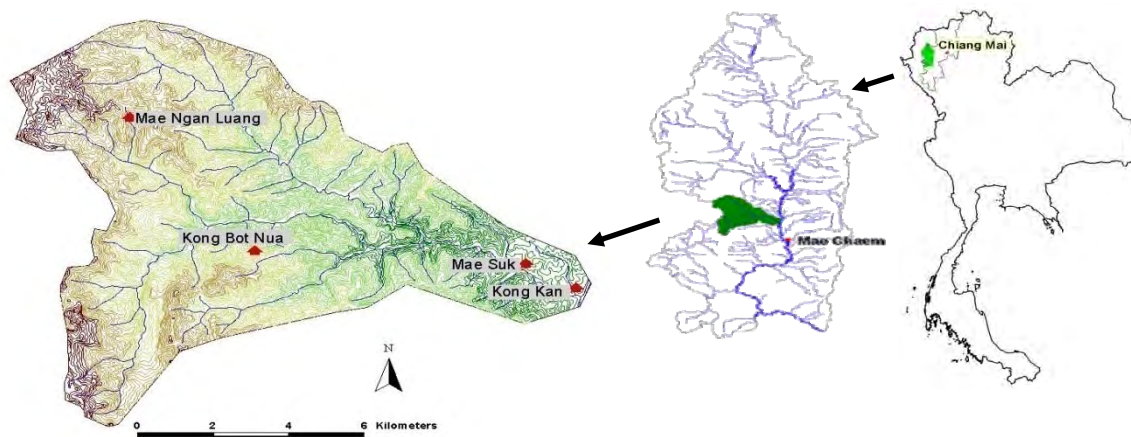 Mae Ngan Luang
Kong Bot Nua
Mae Suk
Kong Kan
N
0 2 4 6 Kilometers
Mae Chaem
Chiang Mai